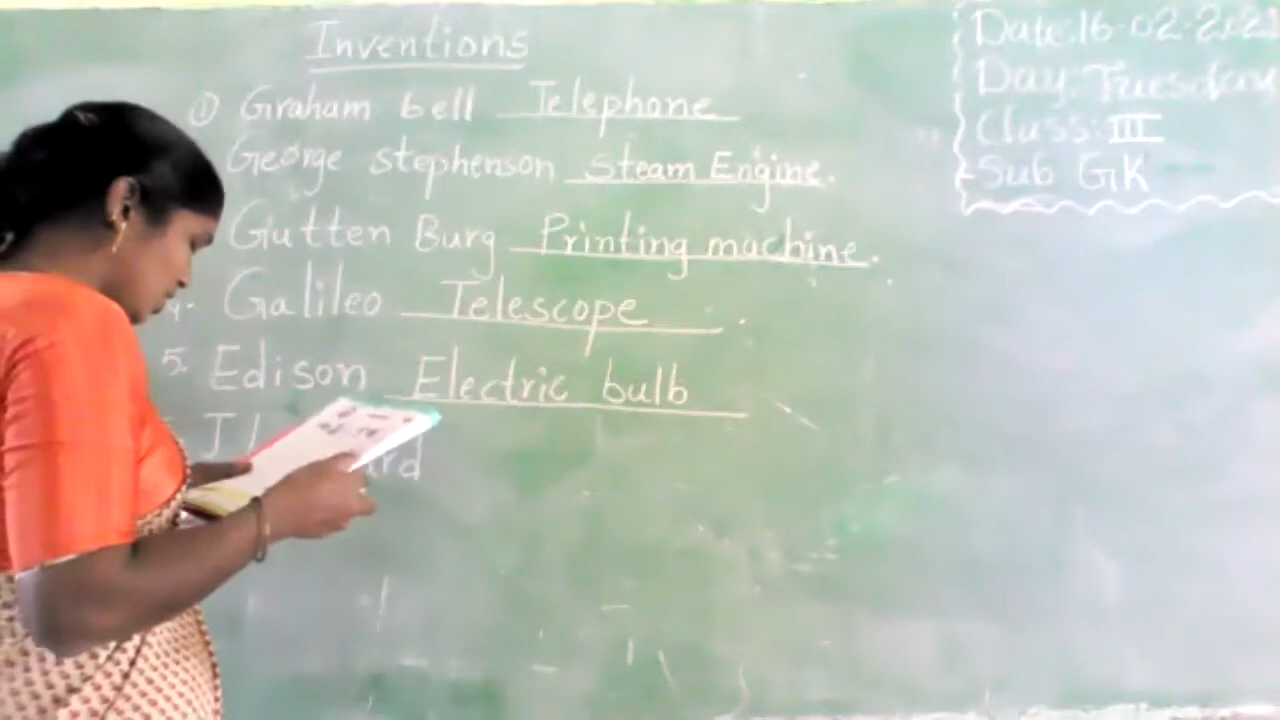 Inventions
① Graham bell Telephone
George stephenson Steam Engine.
Gutten Burg Printing machine.
4. Galileo Telescope.
5. Edison Electric bulb
Date: 16-02-2021
Day: Tuesday
Class: III
Sub GK